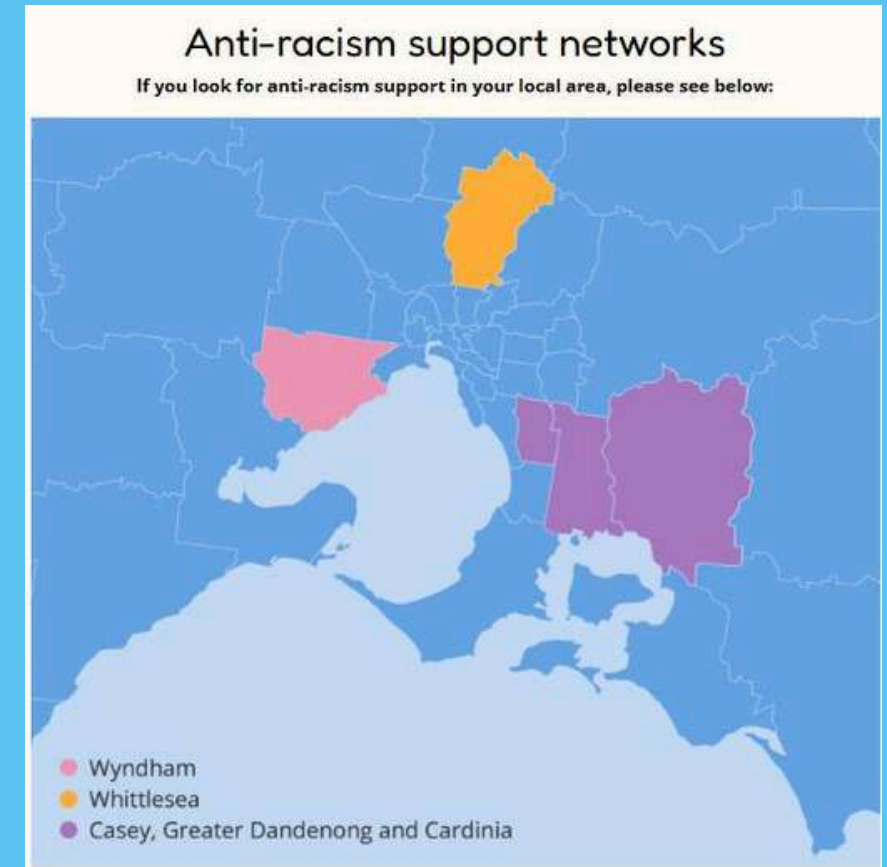 Anti-racism support networks
If you look for anti-racism support in your local area, please see below:
Wyndham
Whittlesea
Casey, Greater Dandenong and Cardinia